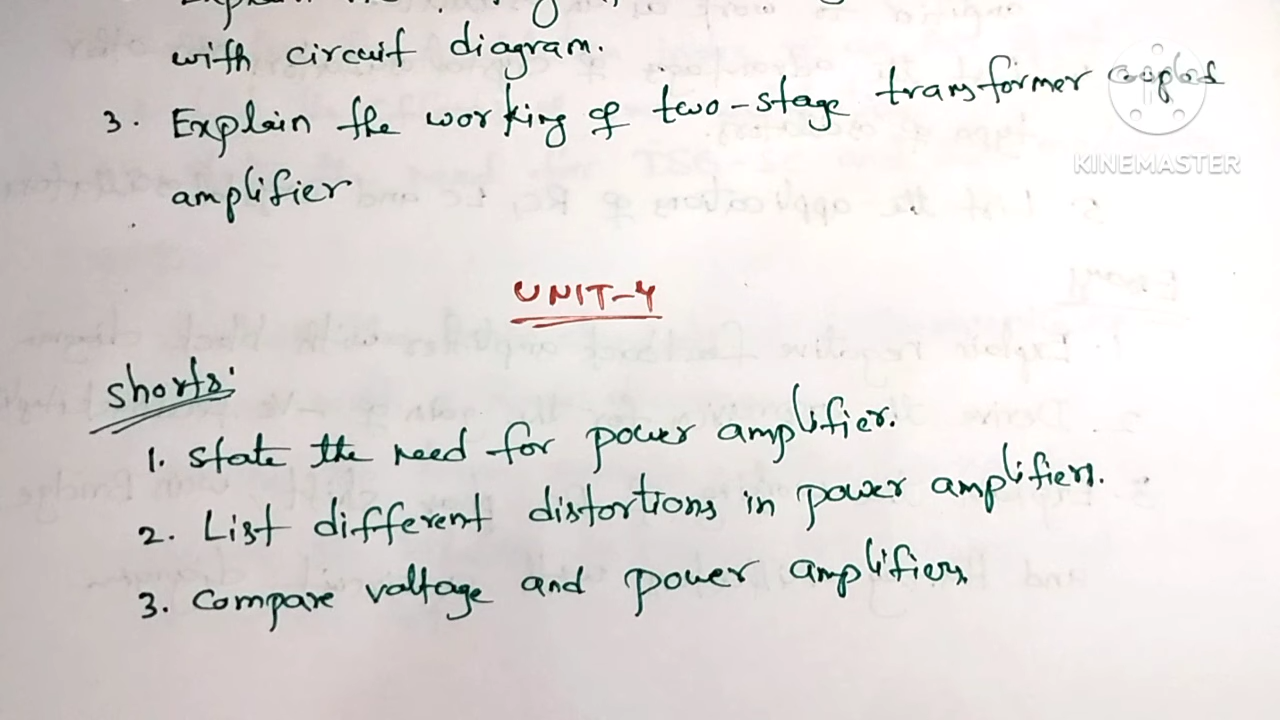 with circuit diagram.
3. Explain the working of two-stage transformer coupled
KINEMASTER
amplifier
UNIT-4
Shorts:
1. State the need for power amplifier.
2. List different distortions in power amplifiers.
3. Compare voltage and power amplifiers